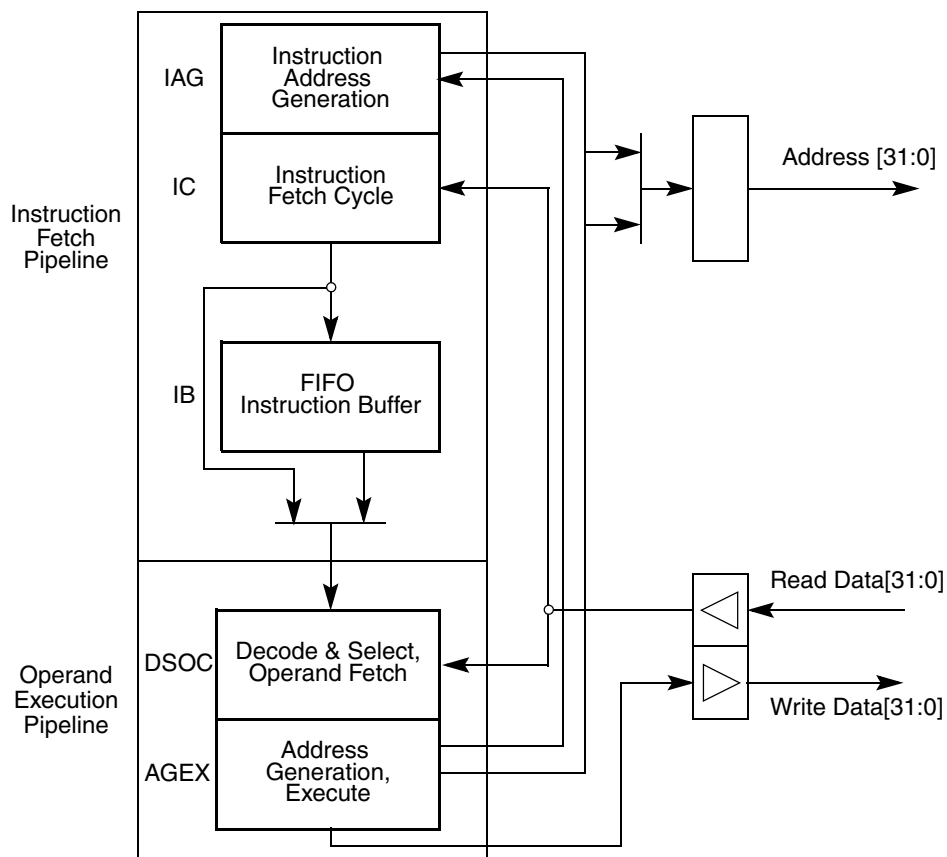 IAG
Instruction
Address
Generation
IC
Instruction
Fetch Cycle
Instruction
Fetch
Pipeline
Address [31:0]
IB
FIFO
Instruction Buffer
Read Data[31:0]
DSOC
Decode & Select,
Operand Fetch
Operand
Execution
Pipeline
Write Data[31:0]
AGEX
Address
Generation,
Execute